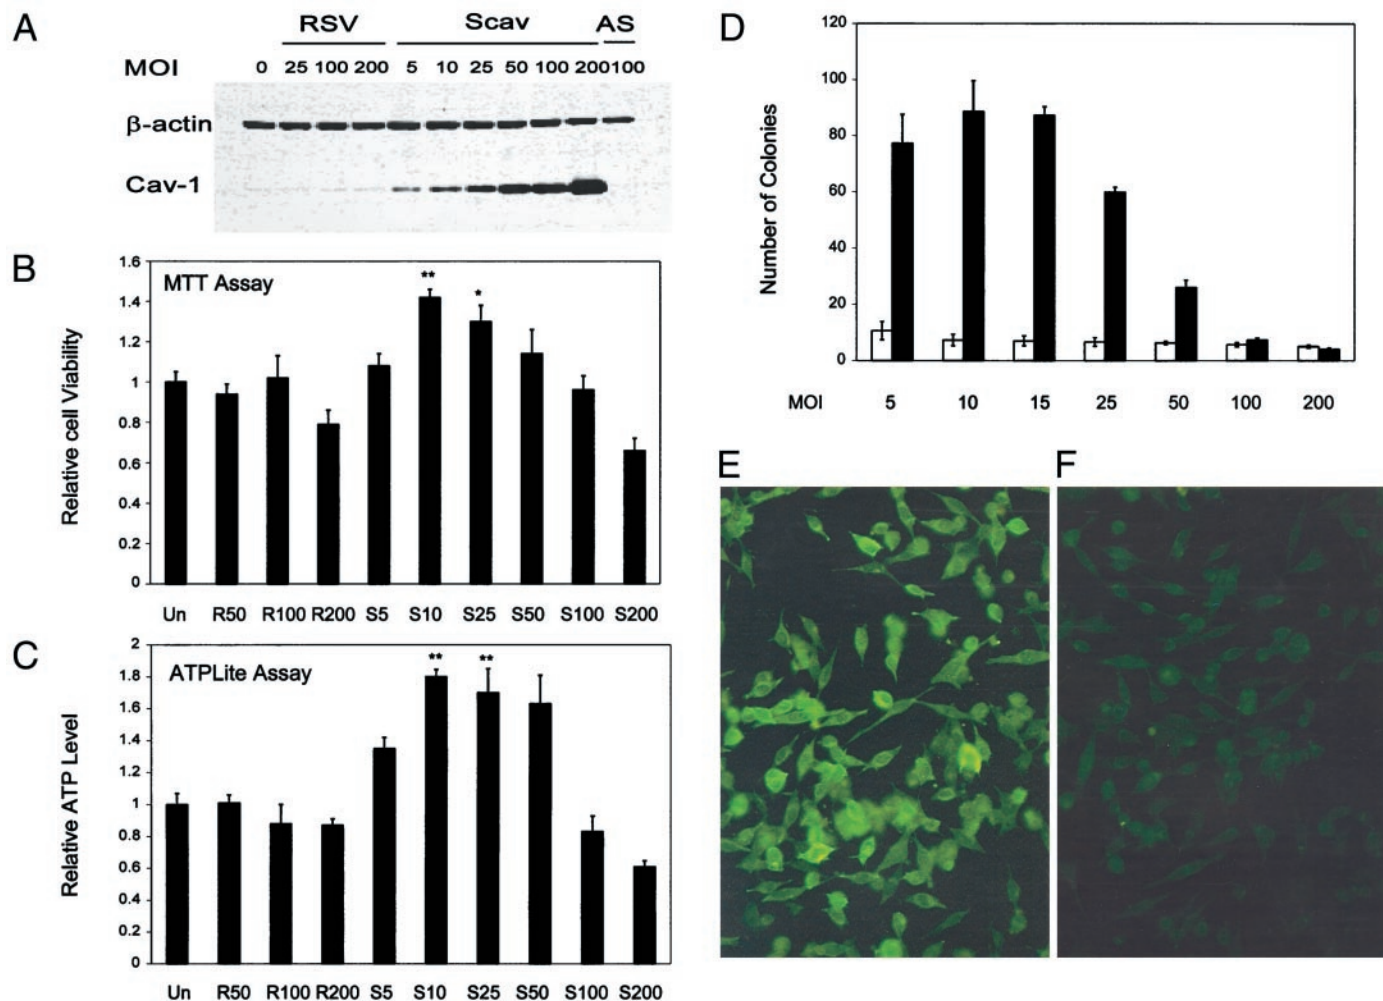 A
RSV Scav AS
MOI 0 25 100 200 5 10 25 50 100 200 100
β-actin
Cav-1
B
MTT Assay
Relative cell Viability
1.6
1.4
1.2
1
0.8
0.6
0.4
0.2
0
** *
Un R50 R100 R200 S5 S10 S25 S50 S100 S200
C
ATPLite Assay
Relative ATP Level
2
1.8
1.6
1.4
1.2
1
0.8
0.6
0.4
0.2
0
** **
Un R50 R100 R200 S5 S10 S25 S50 S100 S200
D
Number of Colonies
120
100
80
60
40
20
0
MOI 5 10 15 25 50 100 200
E
F